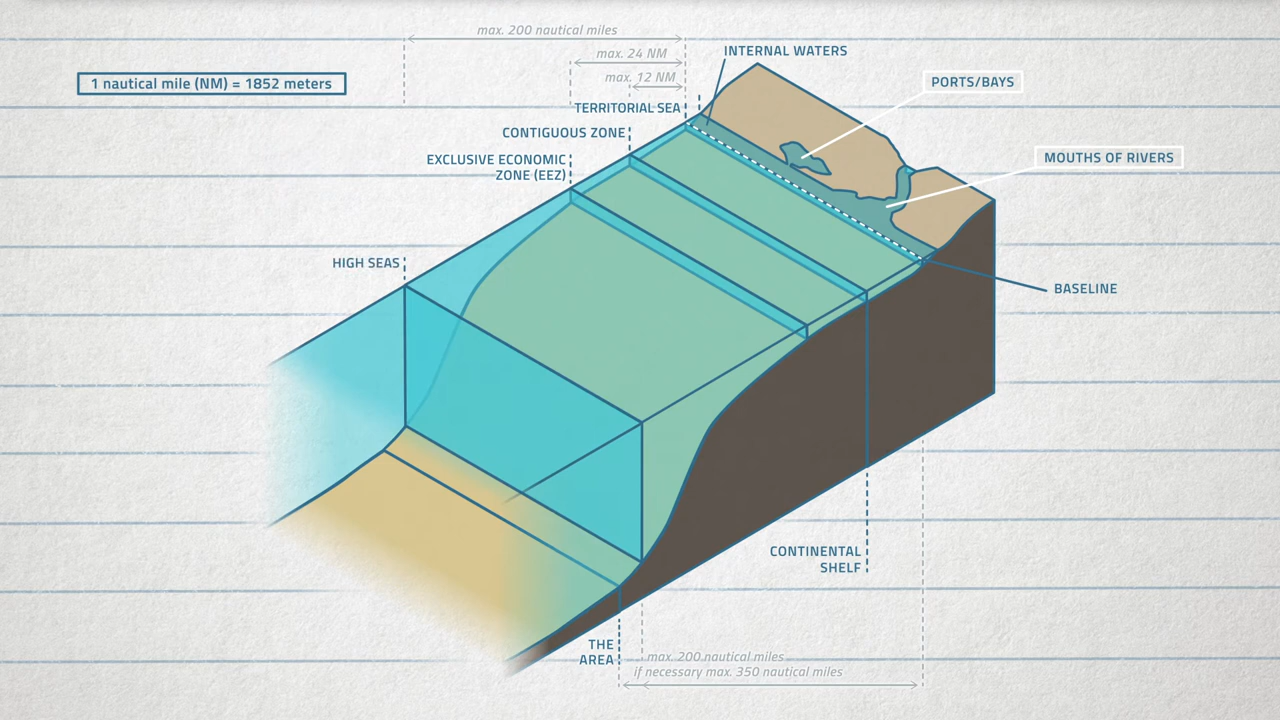 max. 200 nautical miles
max. 24 NM
max. 12 NM
1 nautical mile (NM) = 1852 meters
INTERNAL WATERS
PORTS/BAYS
TERRITORIAL SEA
CONTIGUOUS ZONE
EXCLUSIVE ECONOMIC
ZONE (EEZ)
MOUTHS OF RIVERS
HIGH SEAS
BASELINE
CONTINENTAL
SHELF
THE
AREA
max. 200 nautical miles
if necessary max. 350 nautical miles